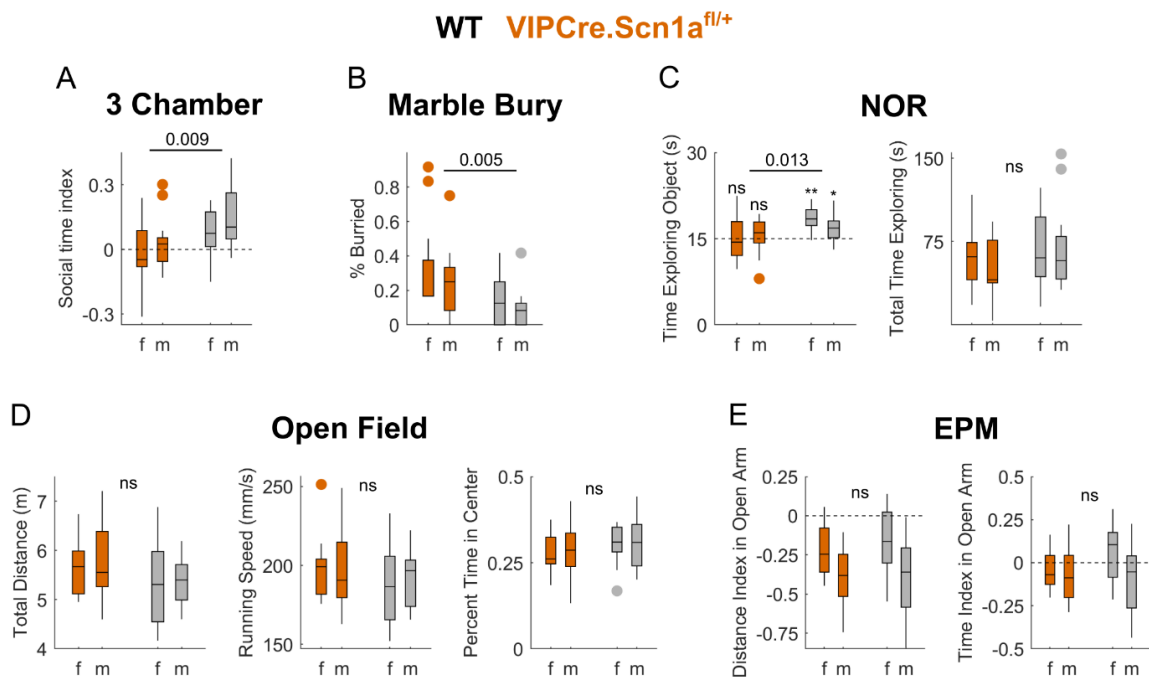 WT VIPCre.Scn1a^fl/+
A
3 Chamber
0.009
Social time index
0.3
0
-0.3
f m f m
B
Marble Bury
0.005
% Burried
0.8
0.6
0.4
0.2
0
f m f m
C
NOR
Time Exploring Object (s)
30
15
0
0.013
ns
ns
**
*
f m f m
Total Time Exploring (s)
150
75
ns
f m f m
D
Open Field
Total Distance (m)
7
6
5
4
ns
f m f m
Running Speed (mm/s)
250
200
150
ns
f m f m
Percent Time in Center
0.5
0.25
0
ns
f m f m
E
EPM
Distance Index in Open Arm
0.25
0
-0.25
-0.5
-0.75
ns
f m f m
Time Index in Open Arm
0.5
0.25
0
-0.25
-0.5
ns
f m f m